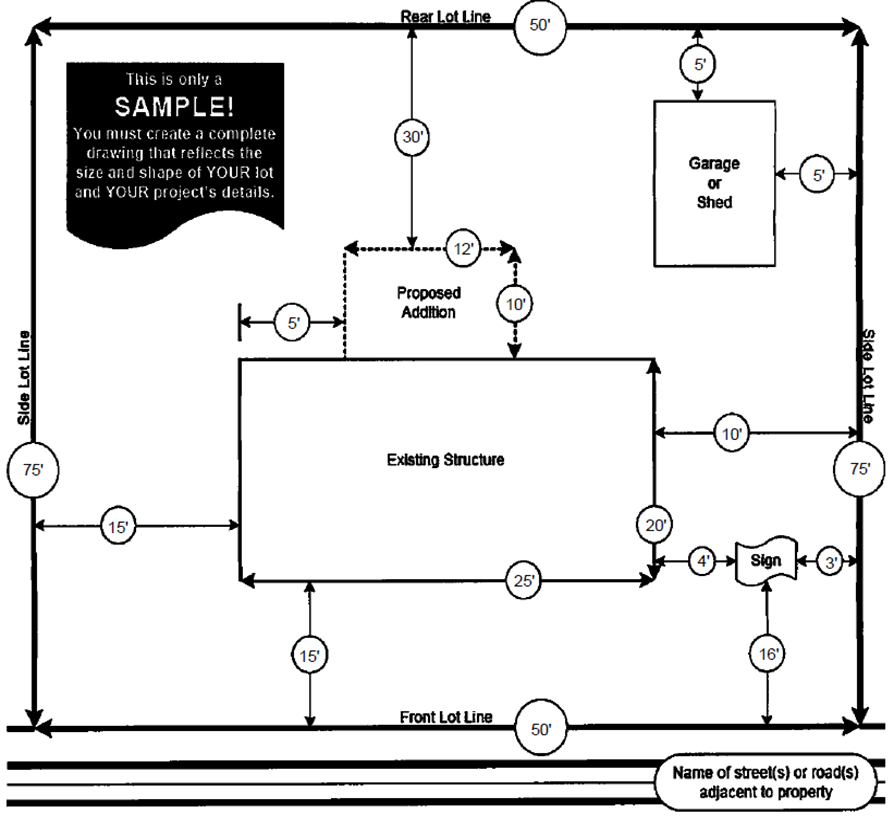 Rear Lot Line
50'
This is only a
SAMPLE!
You must create a complete
drawing that reflects the
size and shape of YOUR lot
and YOUR project's details.
5'
30'
Garage
or
Shed
5'
12'
Proposed
Addition
10'
5'
Side Lot Line
Side Lot Line
10'
Existing Structure
75'
75'
15'
20'
4'
Sign
3'
25'
15'
16'
Front Lot Line
50'
Name of street(s) or road(s)
adjacent to property